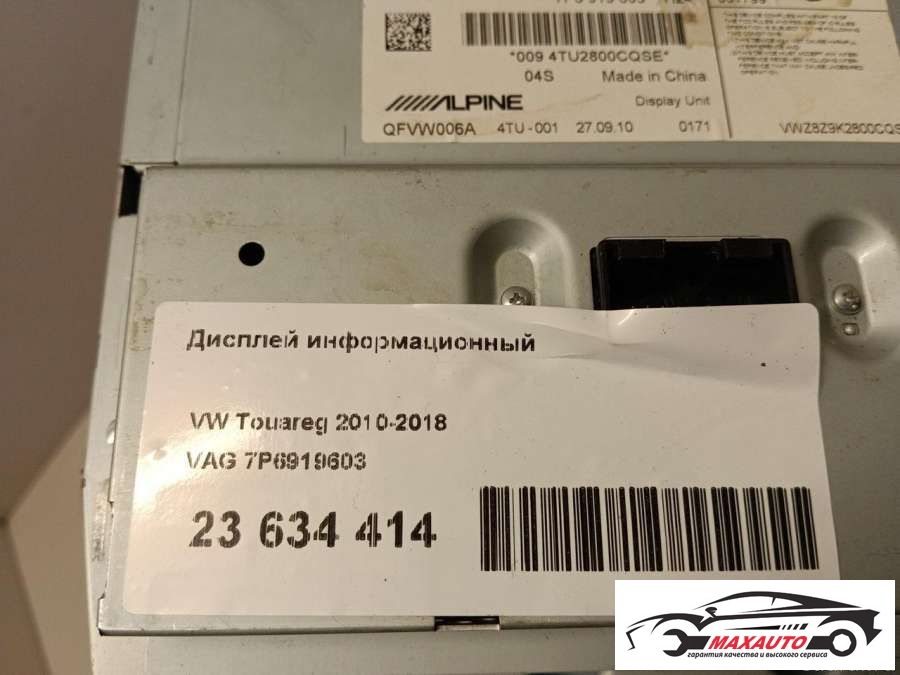 *009 4TU2800CQSE*
04S Made in China
ALPINE Display Unit
QFVW006A 4TU-001 27.09.10 0171
VWZ8Z9K2800CQS
Дисплей информационный
VW Touareg 2010-2018
VAG 7P6919603
23 634 414
MAXAUTO
гарантия качества и высокого сервиса